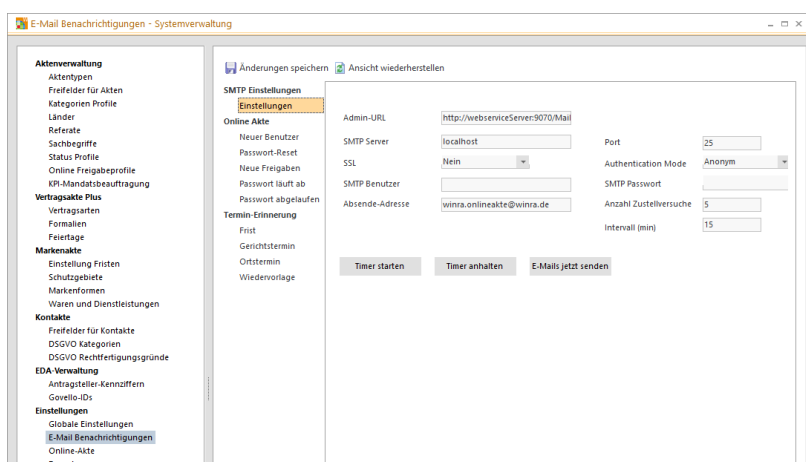 E-Mail Benachrichtigungen - Systemverwaltung
Aktenverwaltung
Aktentypen
Freifelder für Akten
Kategorien Profile
Länder
Referate
Sachbegriffe
Status Profile
Online Freigabeprofile
KPI-Mandatsbeauftragung
Vertragsakte Plus
Vertragsarten
Formalien
Feiertage
Markenakte
Einstellung Fristen
Schutzgebiete
Markenformen
Waren und Dienstleistungen
Kontakte
Freifelder für Kontakte
DSGVO Kategorien
DSGVO Rechtfertigungsgründe
EDA-Verwaltung
Antragsteller-Kennziffern
Govello-IDs
Einstellungen
Globale Einstellungen
E-Mail Benachrichtigungen
Online-Akte
Änderungen speichern Ansicht wiederherstellen
SMTP Einstellungen
Einstellungen
Online Akte
Neuer Benutzer
Passwort-Reset
Neue Freigaben
Passwort läuft ab
Passwort abgelaufen
Termin-Erinnerung
Frist
Gerichtstermin
Ortstermin
Wiedervorlage
Admin-URL http://webserviceServer:9070/Mail
SMTP Server localhost Port 25
SSL Nein Authentication Mode Anonym
SMTP Benutzer SMTP Passwort
Absende-Adresse winra.onlineakte@winra.de Anzahl Zustellversuche 5
Intervall (min) 15
Timer starten Timer anhalten E-Mails jetzt senden